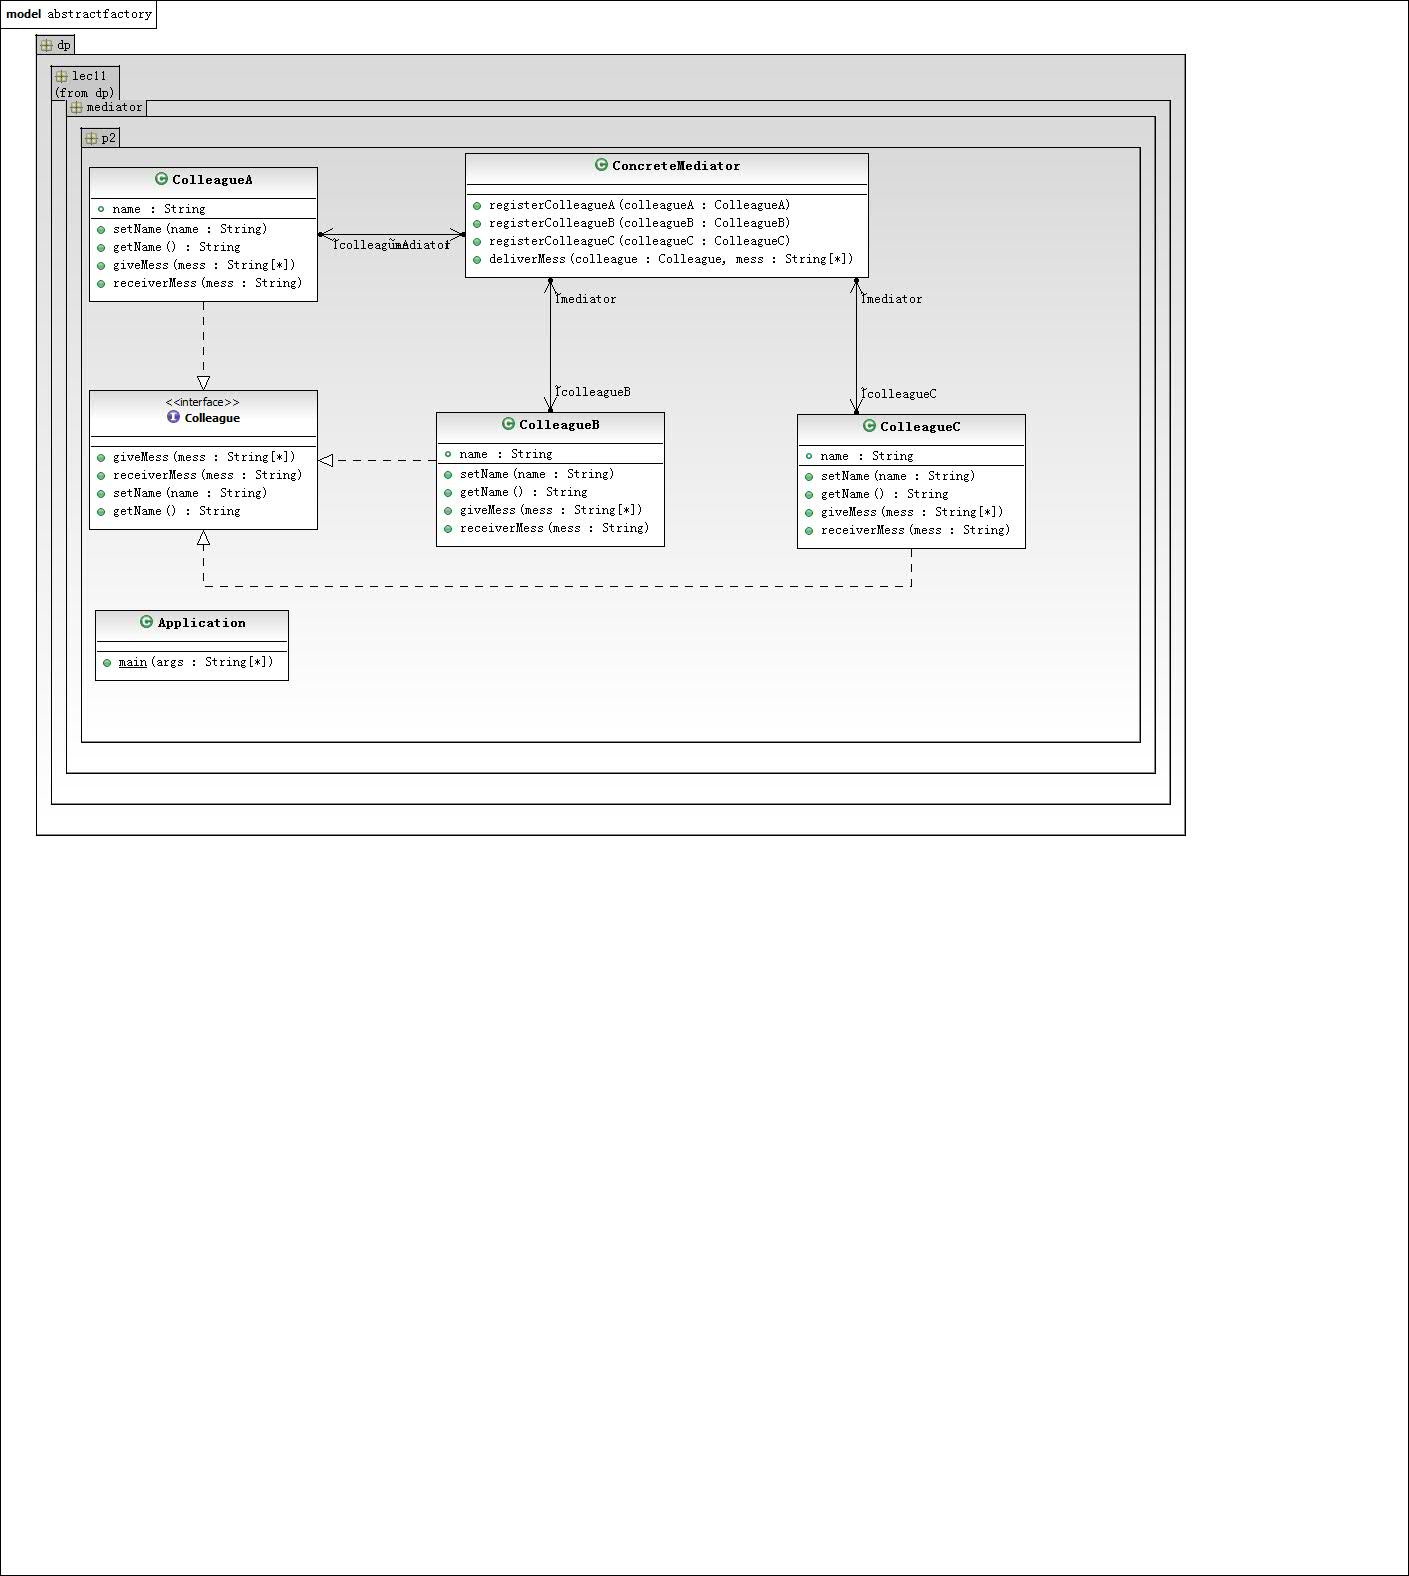 model abstractfactory
dp
lec11
(from dp)
mediator
p2
ColleagueA
name : String
setName(name : String)
getName() : String
giveMess(mess : String[*])
receiverMess(mess : String)
ConcreteMediator
registerColleagueA(colleagueA : ColleagueA)
registerColleagueB(colleagueB : ColleagueB)
registerColleagueC(colleagueC : ColleagueC)
deliverMess(colleague : Colleague, mess : String[*])
mediator
mediator
<<interface>>
Colleague
giveMess(mess : String[*])
receiverMess(mess : String)
setName(name : String)
getName() : String
colleagueB
ColleagueB
name : String
setName(name : String)
getName() : String
giveMess(mess : String[*])
receiverMess(mess : String)
colleagueC
ColleagueC
name : String
setName(name : String)
getName() : String
giveMess(mess : String[*])
receiverMess(mess : String)
Application
main(args : String[*])